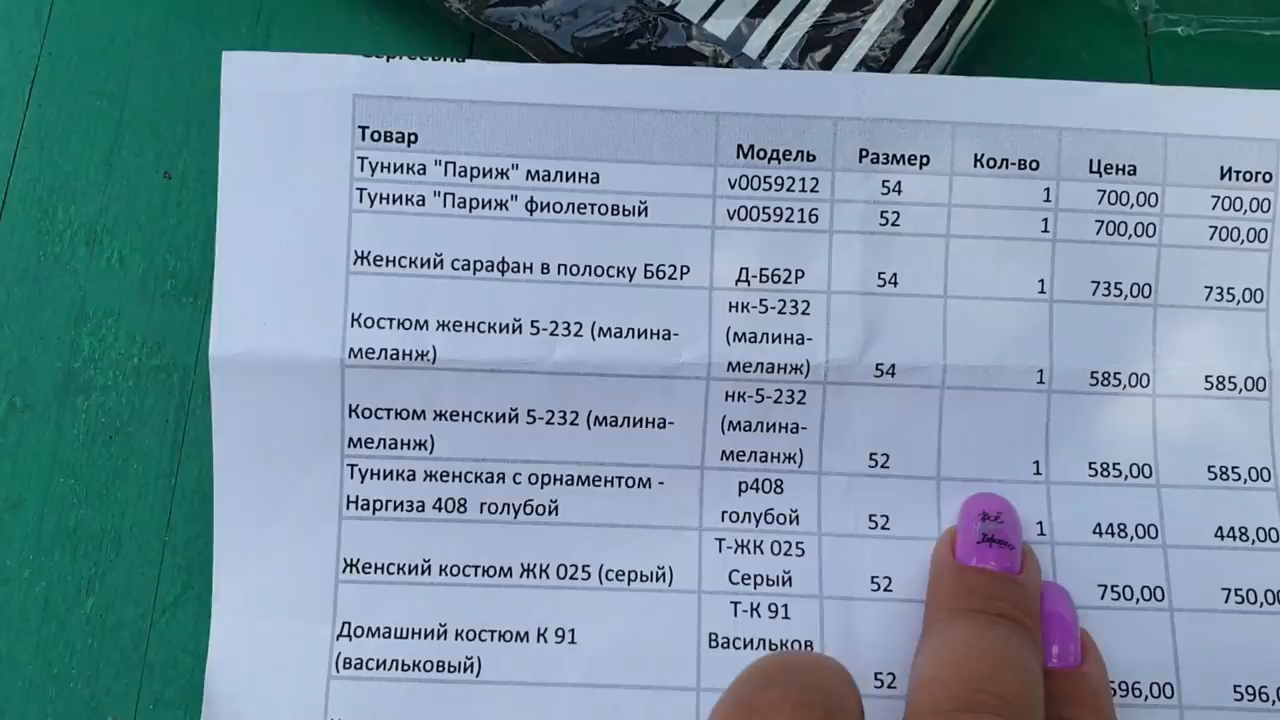 Сергеевна
Товар Модель Размер Кол-во Цена Итого
Туника "Париж" малина v0059212 54 1 700,00 700,00
Туника "Париж" фиолетовый v0059216 52 1 700,00 700,00
Женский сарафан в полоску Б62Р Д-Б62Р 54 1 735,00 735,00
Костюм женский 5-232 (малина-
меланж)
нк-5-232
(малина-
меланж)
54 1 585,00 585,00
Костюм женский 5-232 (малина-
меланж)
нк-5-232
(малина-
меланж)
52 1 585,00 585,00
Туника женская с орнаментом -
Наргиза 408 голубой
р408
голубой
52 1 448,00 448,00
Женский костюм ЖК 025 (серый)
Т-ЖК 025
Серый
52 750,00 750,0
Домашний костюм К 91
(васильковый)
Т-К 91
Васильков
52 596,00 596,
всё